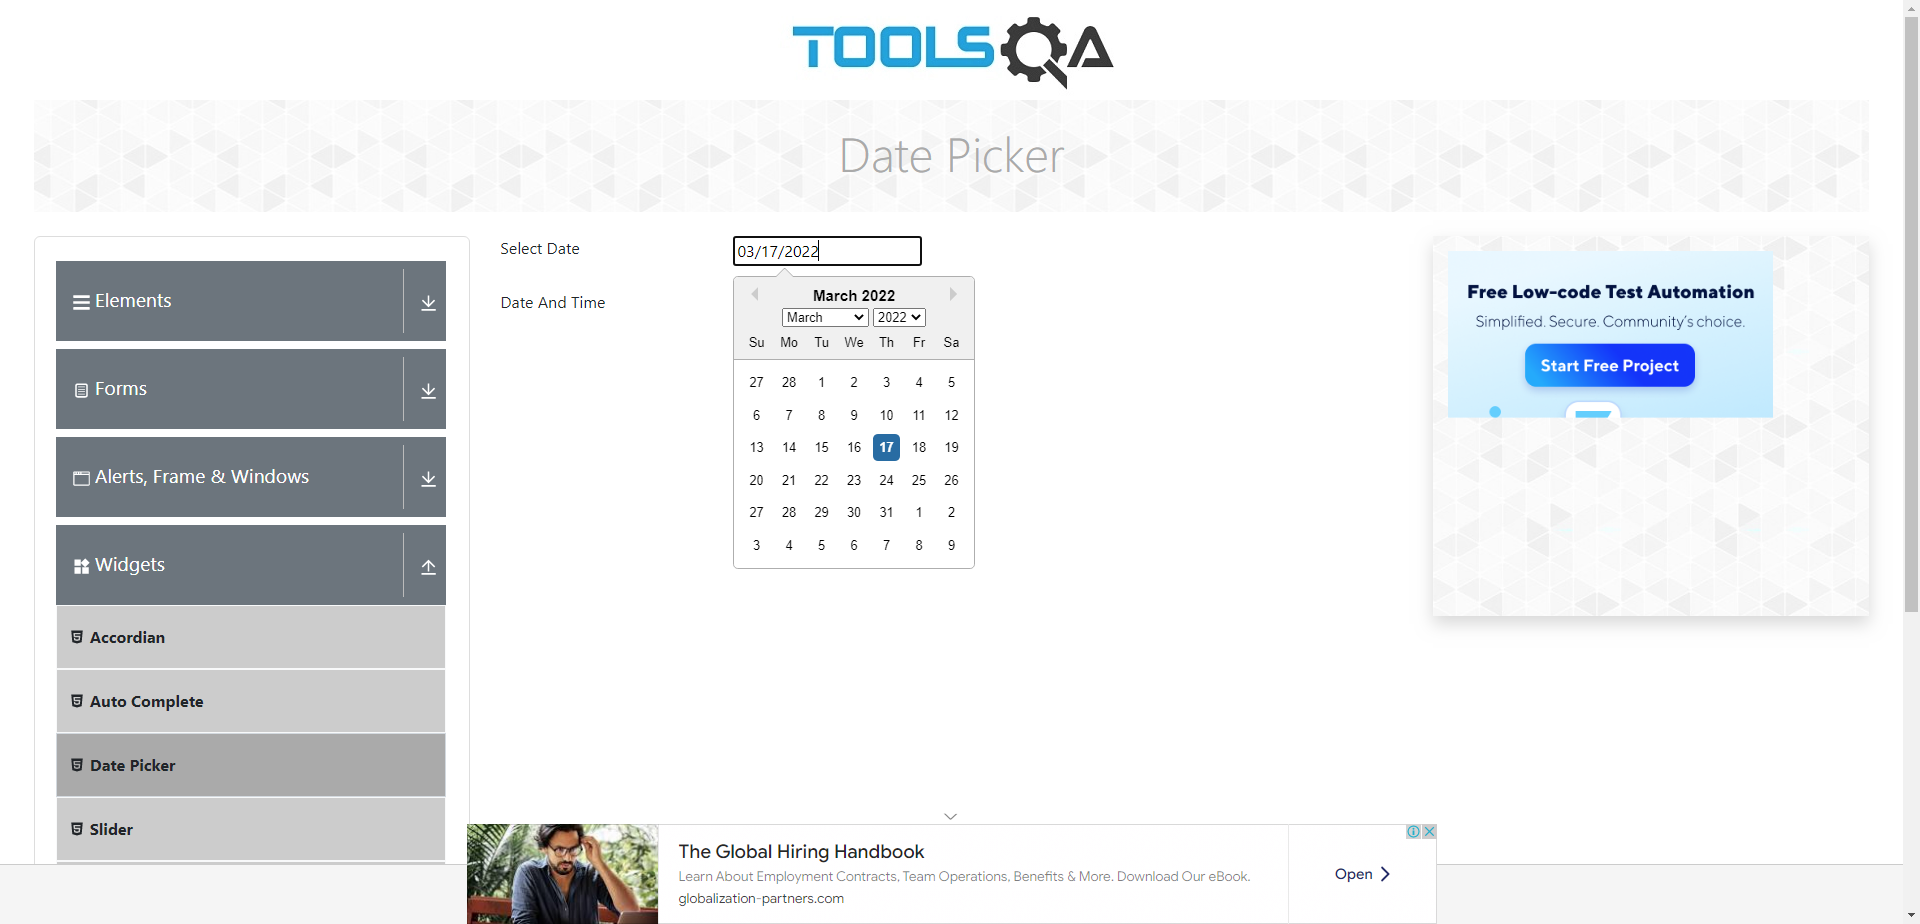 TOOLSQA
Date Picker
Elements
Forms
Alerts, Frame & Windows
Widgets
Accordian
Auto Complete
Date Picker
Slider
Select Date
03/17/2022
Date And Time
March 2022
March 2022
Su Mo Tu We Th Fr Sa
27 28 1 2 3 4 5
6 7 8 9 10 11 12
13 14 15 16 17 18 19
20 21 22 23 24 25 26
27 28 29 30 31 1 2
3 4 5 6 7 8 9
Free Low-code Test Automation
Simplified. Secure. Community's choice.
Start Free Project
The Global Hiring Handbook
Learn About Employment Contracts, Team Operations, Benefits & More. Download Our eBook.
globalization-partners.com
Open